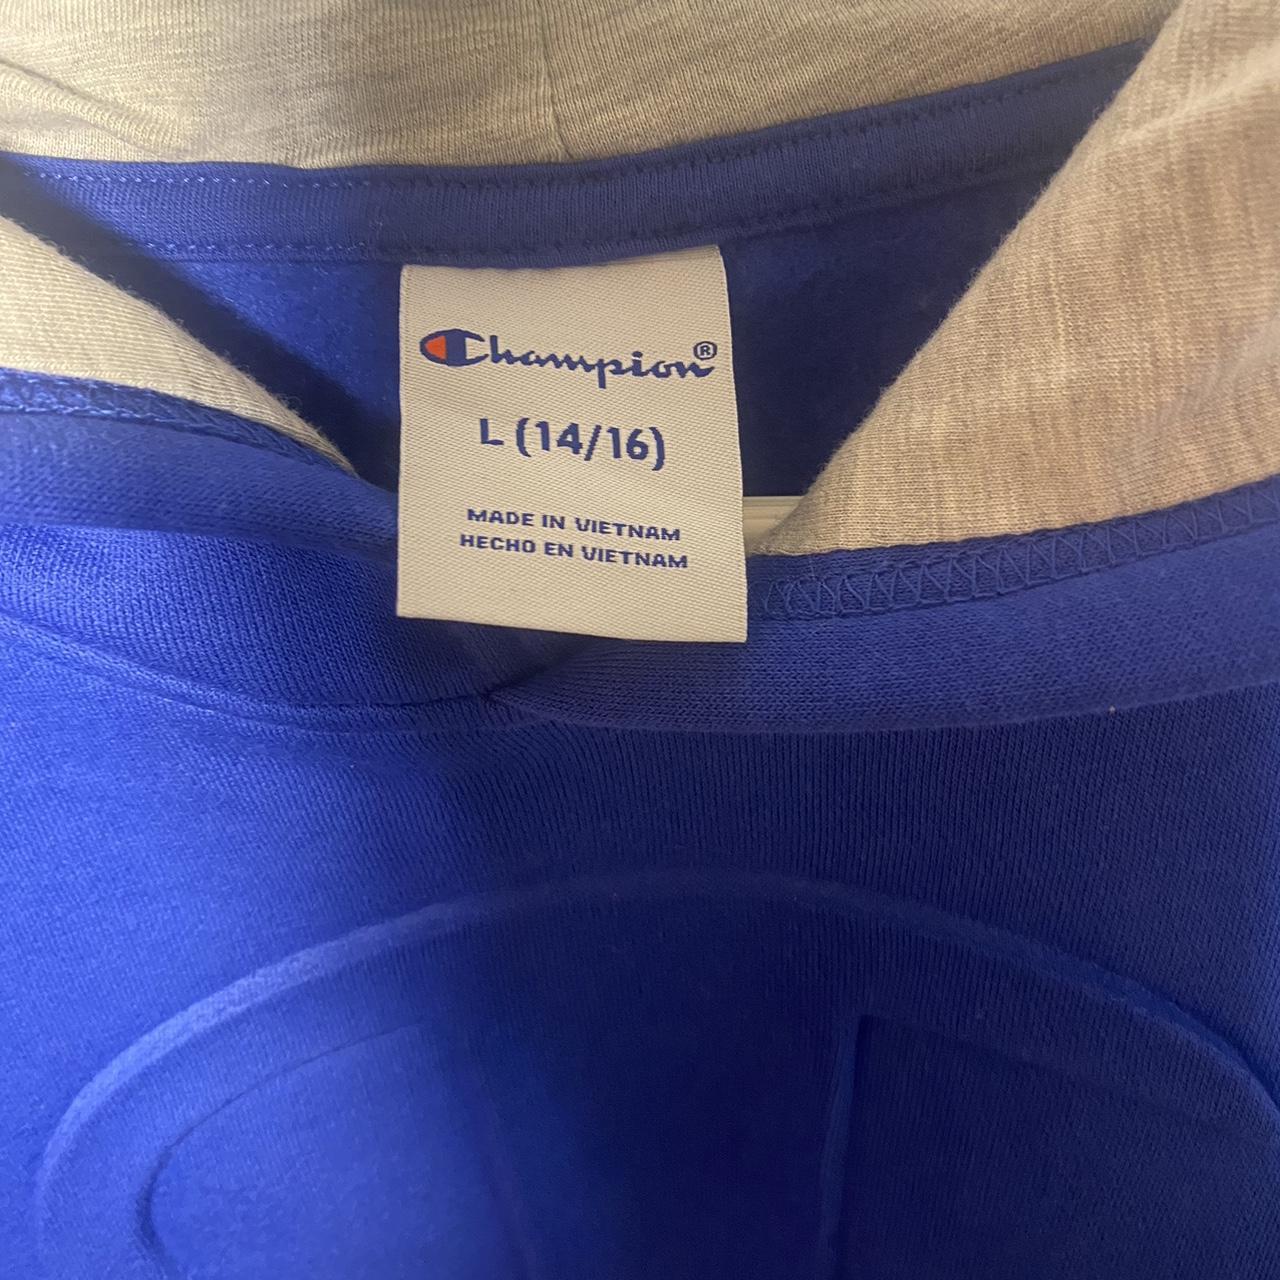 Champion®
L (14/16)
MADE IN VIETNAM
HECHO EN VIETNAM